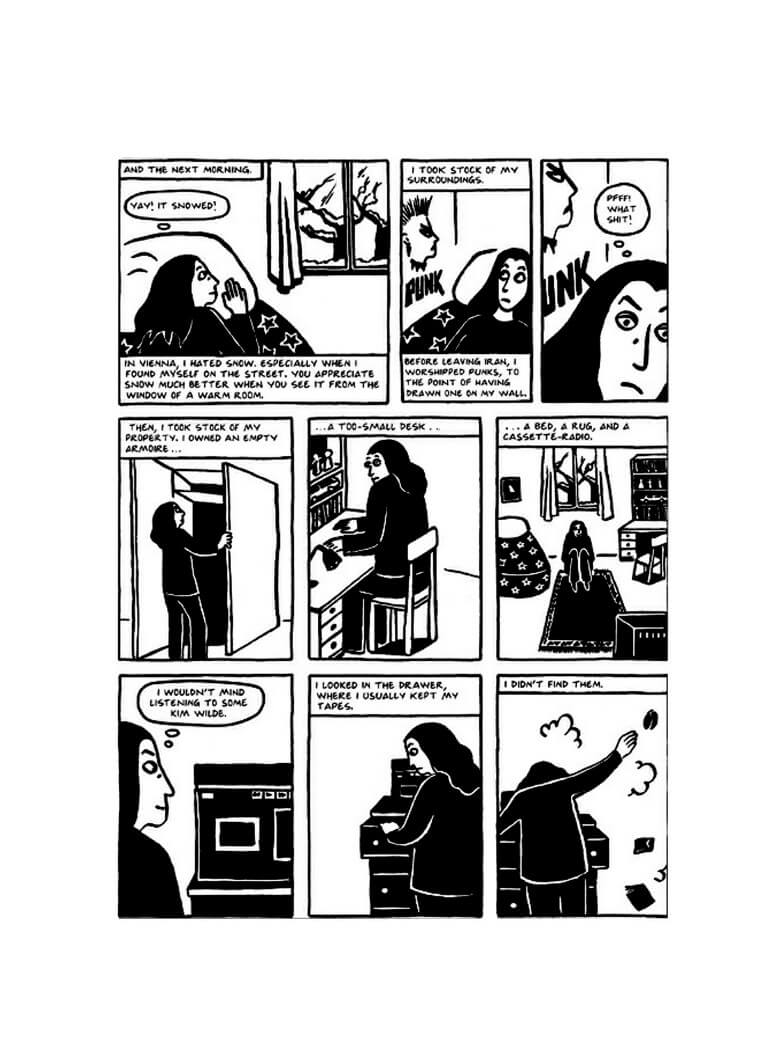 AND THE NEXT MORNING.
YAY! IT SNOWED!
IN VIENNA, I HATED SNOW. ESPECIALLY WHEN I
FOUND MYSELF ON THE STREET. YOU APPRECIATE
SNOW MUCH BETTER WHEN YOU SEE IT FROM THE
WINDOW OF A WARM ROOM.
I TOOK STOCK OF MY
SURROUNDINGS.
PUNK
BEFORE LEAVING IRAN, I
WORSHIPPED PUNKS, TO
THE POINT OF HAVING
DRAWN ONE ON MY WALL.
PFFF!
WHAT
SHIT!
UNK
THEN, I TOOK STOCK OF MY
PROPERTY. I OWNED AN EMPTY
ARMOIRE ...
...A TOO-SMALL DESK . .
. . . A BED, A RUG, AND A
CASSETTE-RADIO.
I WOULDN'T MIND
LISTENING TO SOME
KIM WILDE.
I LOOKED IN THE DRAWER,
WHERE I USUALLY KEPT MY
TAPES.
I DIDN'T FIND THEM.